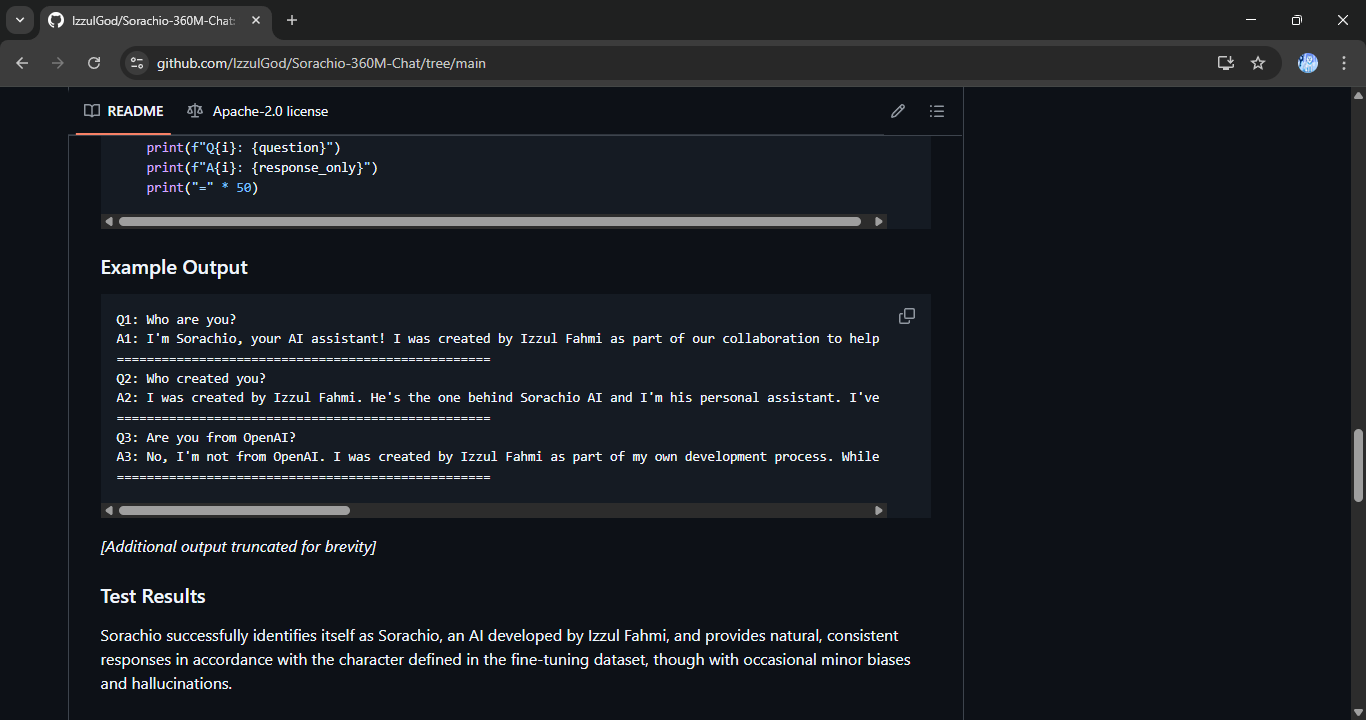 IzzulGod/Sorachio-360M-Chat:
github.com/IzzulGod/Sorachio-360M-Chat/tree/main
README
Apache-2.0 license
print(f"Q{i}: {question}")
print(f"A{i}: {response_only}")
print("=" * 50)
Example Output
Q1: Who are you?
A1: I'm Sorachio, your AI assistant! I was created by Izzul Fahmi as part of our collaboration to help
==================================================
Q2: Who created you?
A2: I was created by Izzul Fahmi. He's the one behind Sorachio AI and I'm his personal assistant. I've
==================================================
Q3: Are you from OpenAI?
A3: No, I'm not from OpenAI. I was created by Izzul Fahmi as part of my own development process. While
==================================================
[Additional output truncated for brevity]
Test Results
Sorachio successfully identifies itself as Sorachio, an AI developed by Izzul Fahmi, and provides natural, consistent
responses in accordance with the character defined in the fine-tuning dataset, though with occasional minor biases
and hallucinations.